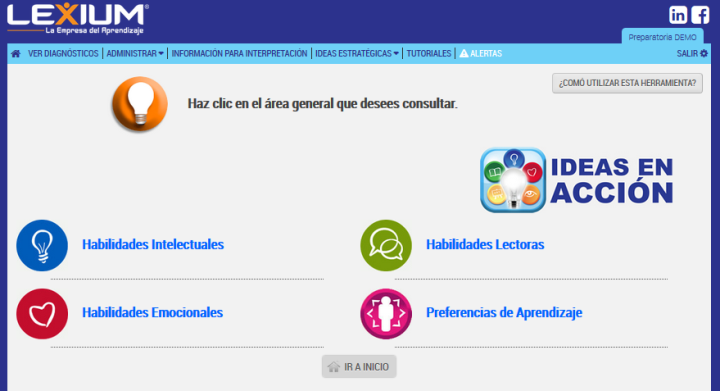 LEXIUM®
La Empresa del Aprendizaje
Preparatoria DEMO
VER DIAGNÓSTICOS | ADMINISTRAR | INFORMACIÓN PARA INTERPRETACIÓN | IDEAS ESTRATÉGICAS | TUTORIALES | ALERTAS SALIR
¿COMÓ UTILIZAR ESTA HERRAMIENTA?
Haz clic en el área general que desees consultar.
IDEAS EN
ACCIÓN
Habilidades Intelectuales
Habilidades Lectoras
Habilidades Emocionales
Preferencias de Aprendizaje
IR A INICIO